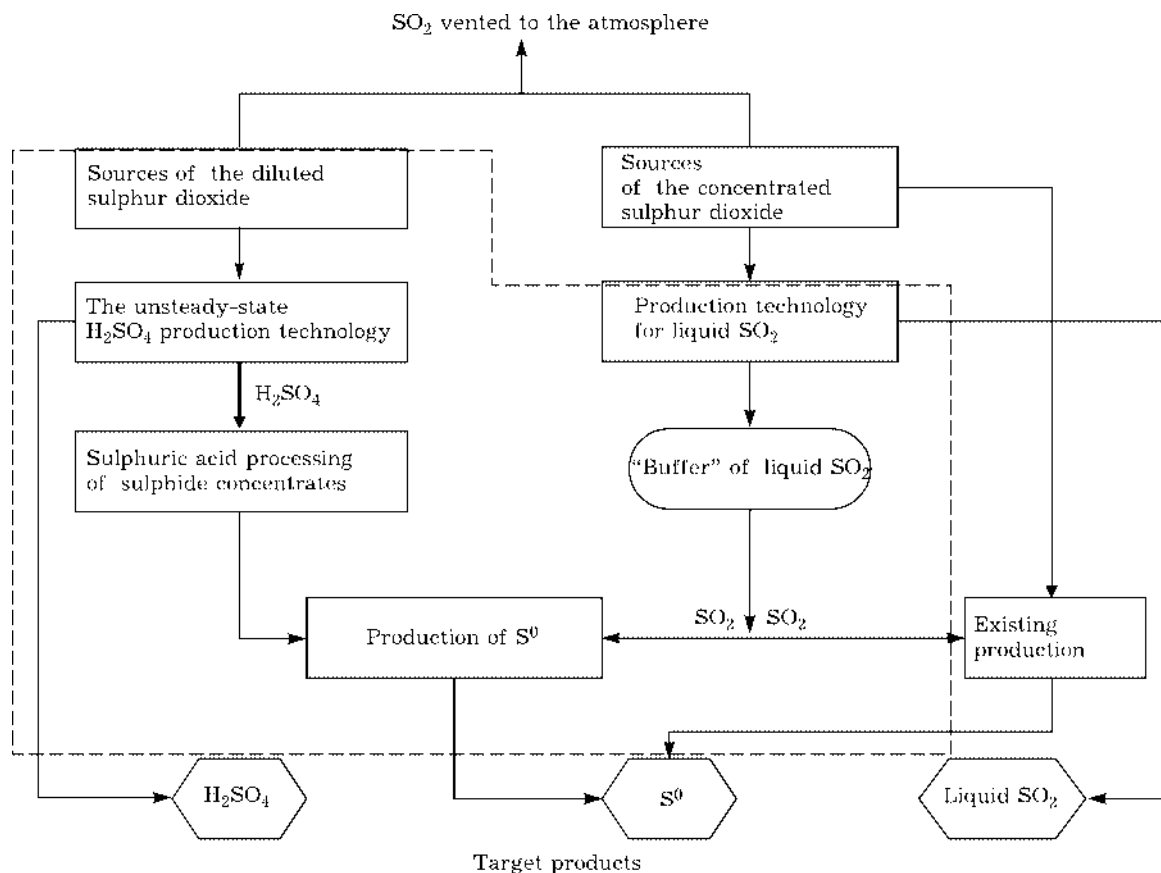 SO₂ vented to the atmosphere
Sources of the diluted
sulphur dioxide
Sources
of the concentrated
sulphur dioxide
The unsteady-state
H₂SO₄ production technology
Production technology
for liquid SO₂
H₂SO₄
Sulphuric acid processing
of sulphide concentrates
“Buffer” of liquid SO₂
SO₂ SO₂
Production of S⁰
Existing
production
H₂SO₄
S⁰
Liquid SO₂
Target products